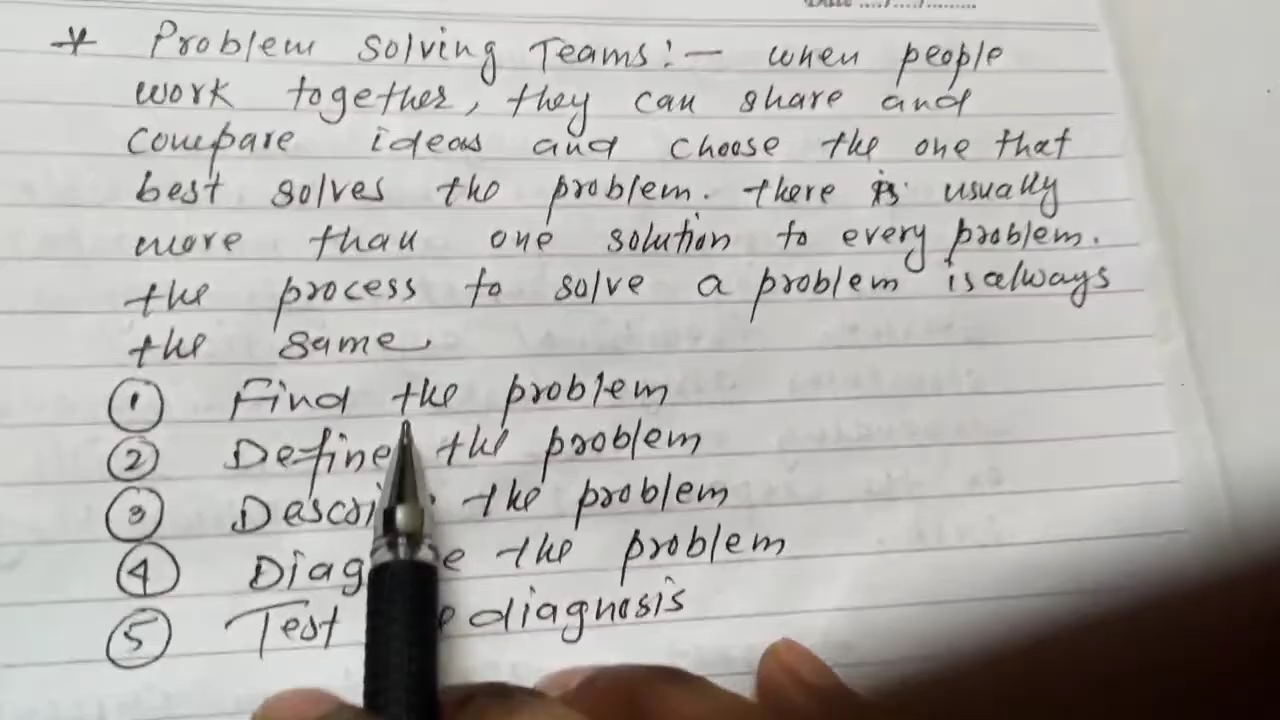 Date ..../..../.........
* Problem solving Teams:- when people
work together, they can share and
compare ideas and choose the one that
best solves the problem. there is usually
more than one solution to every problem.
the process to solve a problem is always
the same.
① Find the problem
② Define the problem
③ the problem
④ the problem
⑤ Test diagnosis